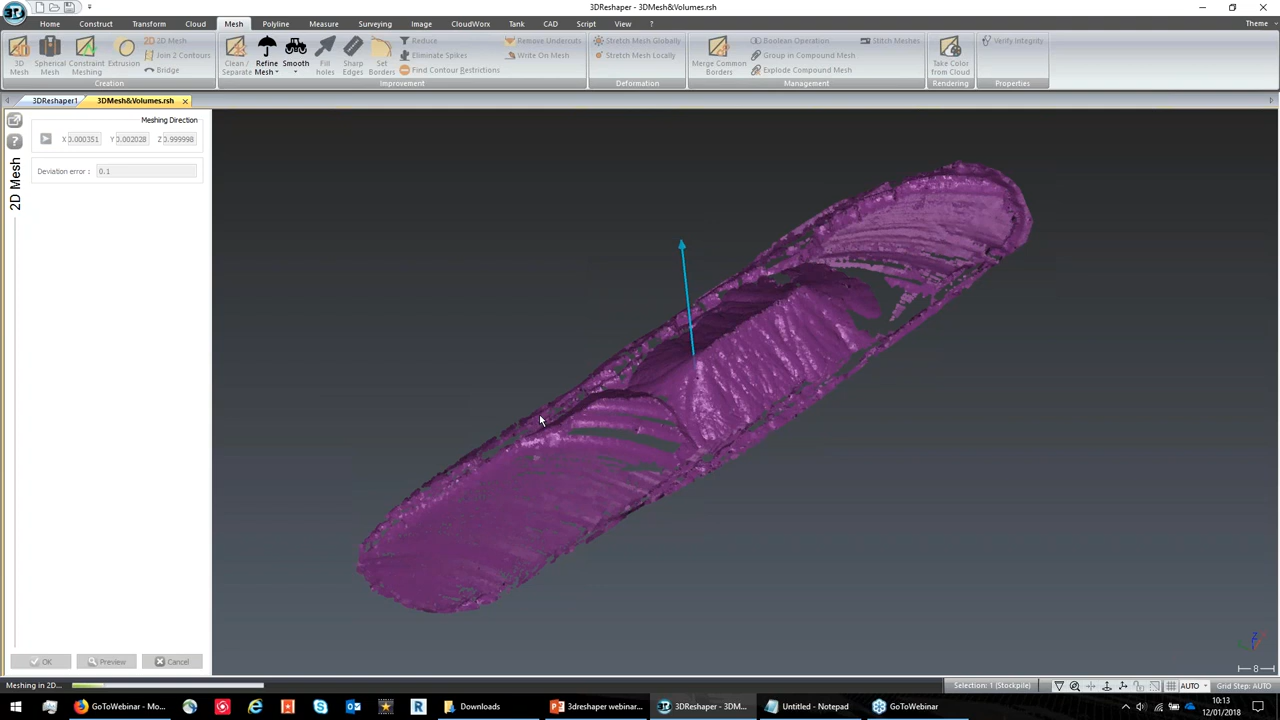 3DReshaper - 3DMesh&Volumes.rsh
Home Construct Transform Cloud Mesh Polyline Measure Surveying Image CloudWorx Tank CAD Script View ? Theme
3D Mesh
Spherical Mesh
Constraint Meshing
Extrusion
2D Mesh
Join 2 Contours
Bridge
Creation
Clean / Separate
Refine Mesh
Smooth
Fill holes
Sharp Edges
Set Borders
Reduce
Eliminate Spikes
Find Contour Restrictions
Remove Undercuts
Write On Mesh
Improvement
Stretch Mesh Globally
Stretch Mesh Locally
Deformation
Merge Common Borders
Boolean Operation
Group in Compound Mesh
Explode Compound Mesh
Stitch Meshes
Management
Take Color from Cloud
Rendering
Verify Integrity
Properties
3DReshaper1 3DMesh&Volumes.rsh
2D Mesh
Meshing Direction
X 0.000351 Y 0.002028 Z 0.999998
Deviation error : 0.1
OK Preview Cancel
Z
8
Meshing in 2D...
Selection: 1 (Stockpile) AUTO Grid Step: AUTO
GoToWebinar - Mo... Downloads 3dreshaper webinar... 3DReshaper - 3DM... Untitled - Notepad GoToWebinar
10:13
12/01/2018